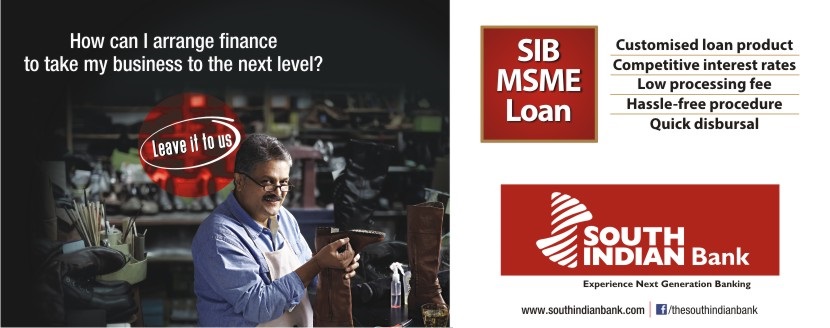 How can I arrange finance
to take my business to the next level?
Leave it to us
SIB
MSME
Loan
Customised loan product
Competitive interest rates
Low processing fee
Hassle-free procedure
Quick disbursal
SOUTH
INDIAN Bank
Experience Next Generation Banking
www.southindianbank.com | f /thesouthindianbank